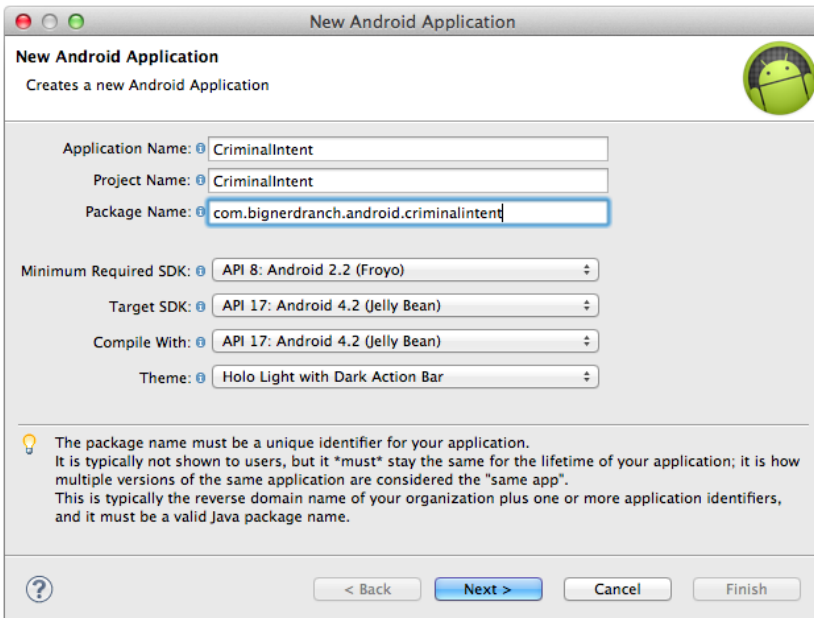 New Android Application
New Android Application
Creates a new Android Application
Application Name: CriminalIntent
Project Name: CriminalIntent
Package Name: com.bignerdranch.android.criminalintent
Minimum Required SDK: API 8: Android 2.2 (Froyo)
Target SDK: API 17: Android 4.2 (Jelly Bean)
Compile With: API 17: Android 4.2 (Jelly Bean)
Theme: Holo Light with Dark Action Bar
The package name must be a unique identifier for your application.
It is typically not shown to users, but it *must* stay the same for the lifetime of your application; it is how
multiple versions of the same application are considered the "same app".
This is typically the reverse domain name of your organization plus one or more application identifiers,
and it must be a valid Java package name.
? < Back Next > Cancel Finish